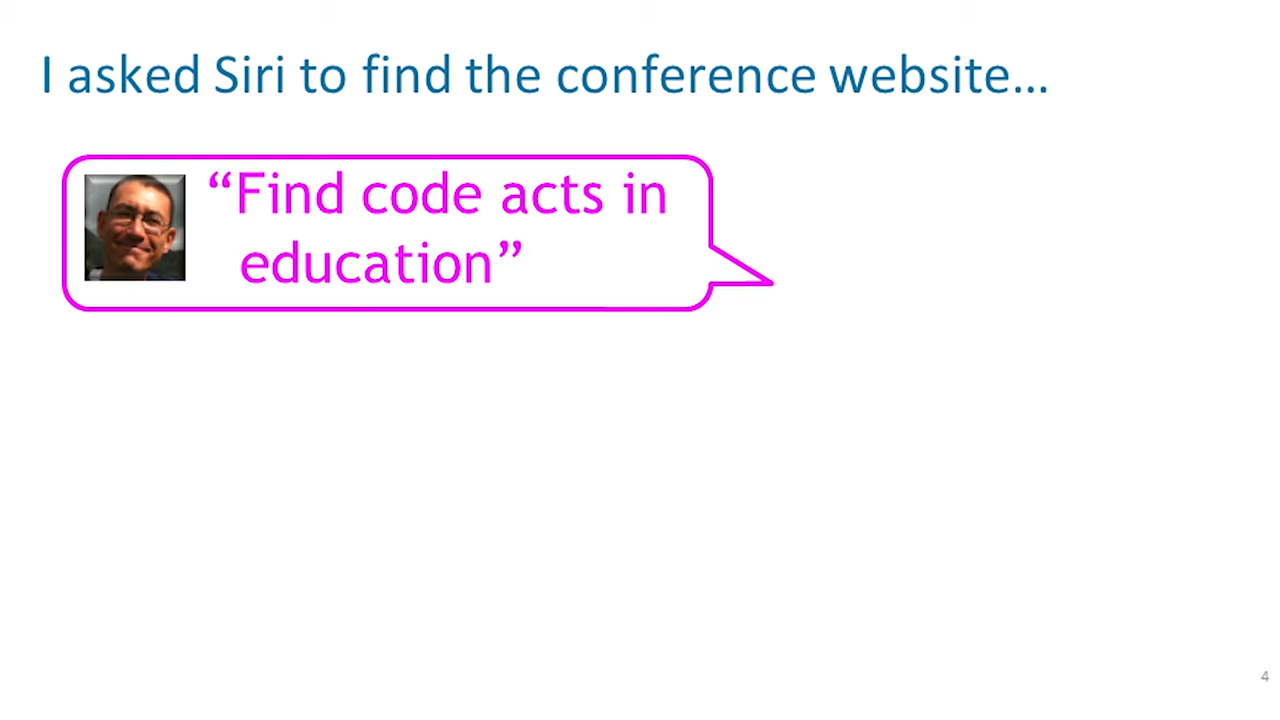 I asked Siri to find the conference website…
“Find code acts in
education”
4